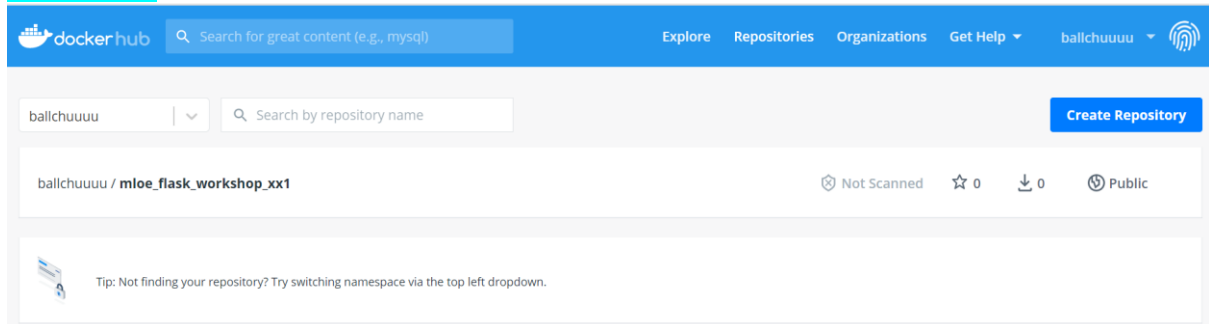 dockerhub Search for great content (e.g., mysql) Explore Repositories Organizations Get Help ballchuuuu
ballchuuuu Search by repository name Create Repository
ballchuuuu / mloe_flask_workshop_xx1 Not Scanned 0 0 Public
Tip: Not finding your repository? Try switching namespace via the top left dropdown.